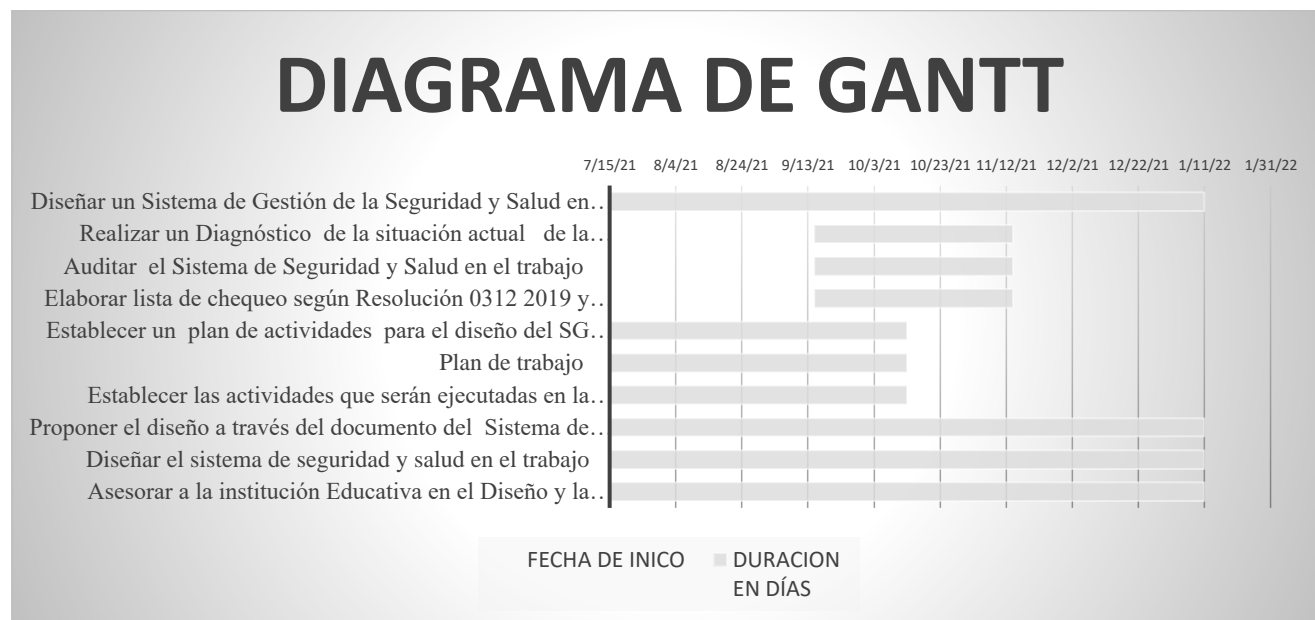 DIAGRAMA DE GANTT
7/15/21 8/4/21 8/24/21 9/13/21 10/3/21 10/23/21 11/12/21 12/2/21 12/22/21 1/11/22 1/31/22
Diseñar un Sistema de Gestión de la Seguridad y Salud en..
Realizar un Diagnóstico de la situación actual de la..
Auditar el Sistema de Seguridad y Salud en el trabajo
Elaborar lista de chequeo según Resolución 0312 2019 y..
Establecer un plan de actividades para el diseño del SG..
Plan de trabajo
Establecer las actividades que serán ejecutadas en la..
Proponer el diseño a través del documento del Sistema de..
Diseñar el sistema de seguridad y salud en el trabajo
Asesorar a la institución Educativa en el Diseño y la..
FECHA DE INICO DURACION
EN DÍAS